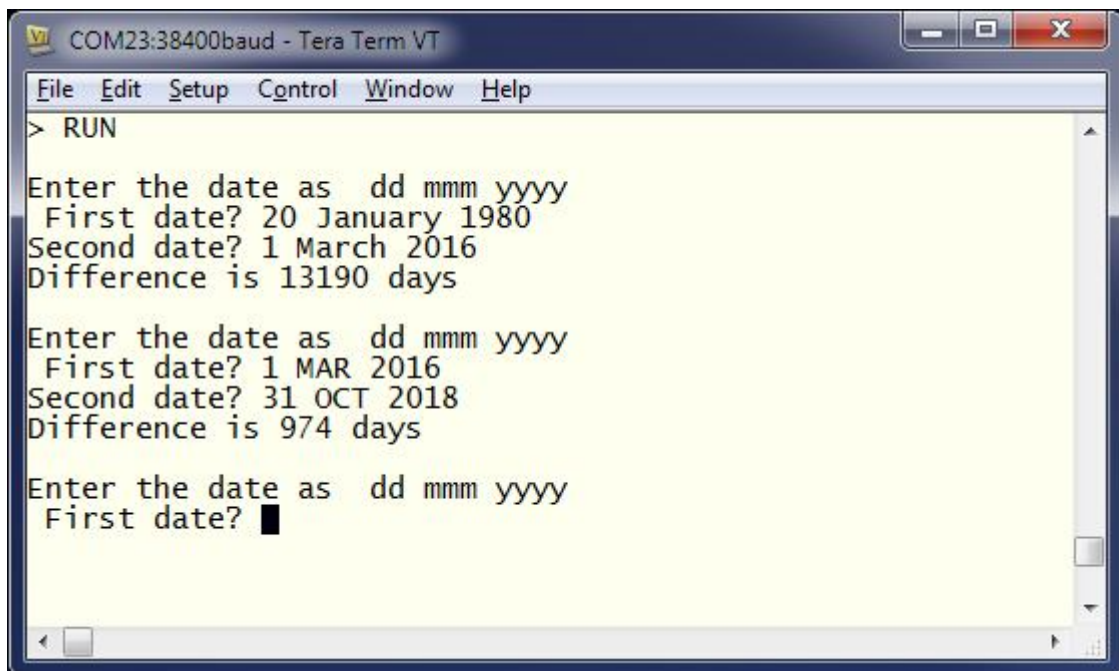 COM23:38400baud - Tera Term VT
File Edit Setup Control Window Help
> RUN
Enter the date as  dd mmm yyyy
 First date? 20 January 1980
Second date? 1 March 2016
Difference is 13190 days
Enter the date as  dd mmm yyyy
 First date? 1 MAR 2016
Second date? 31 OCT 2018
Difference is 974 days
Enter the date as  dd mmm yyyy
 First date?